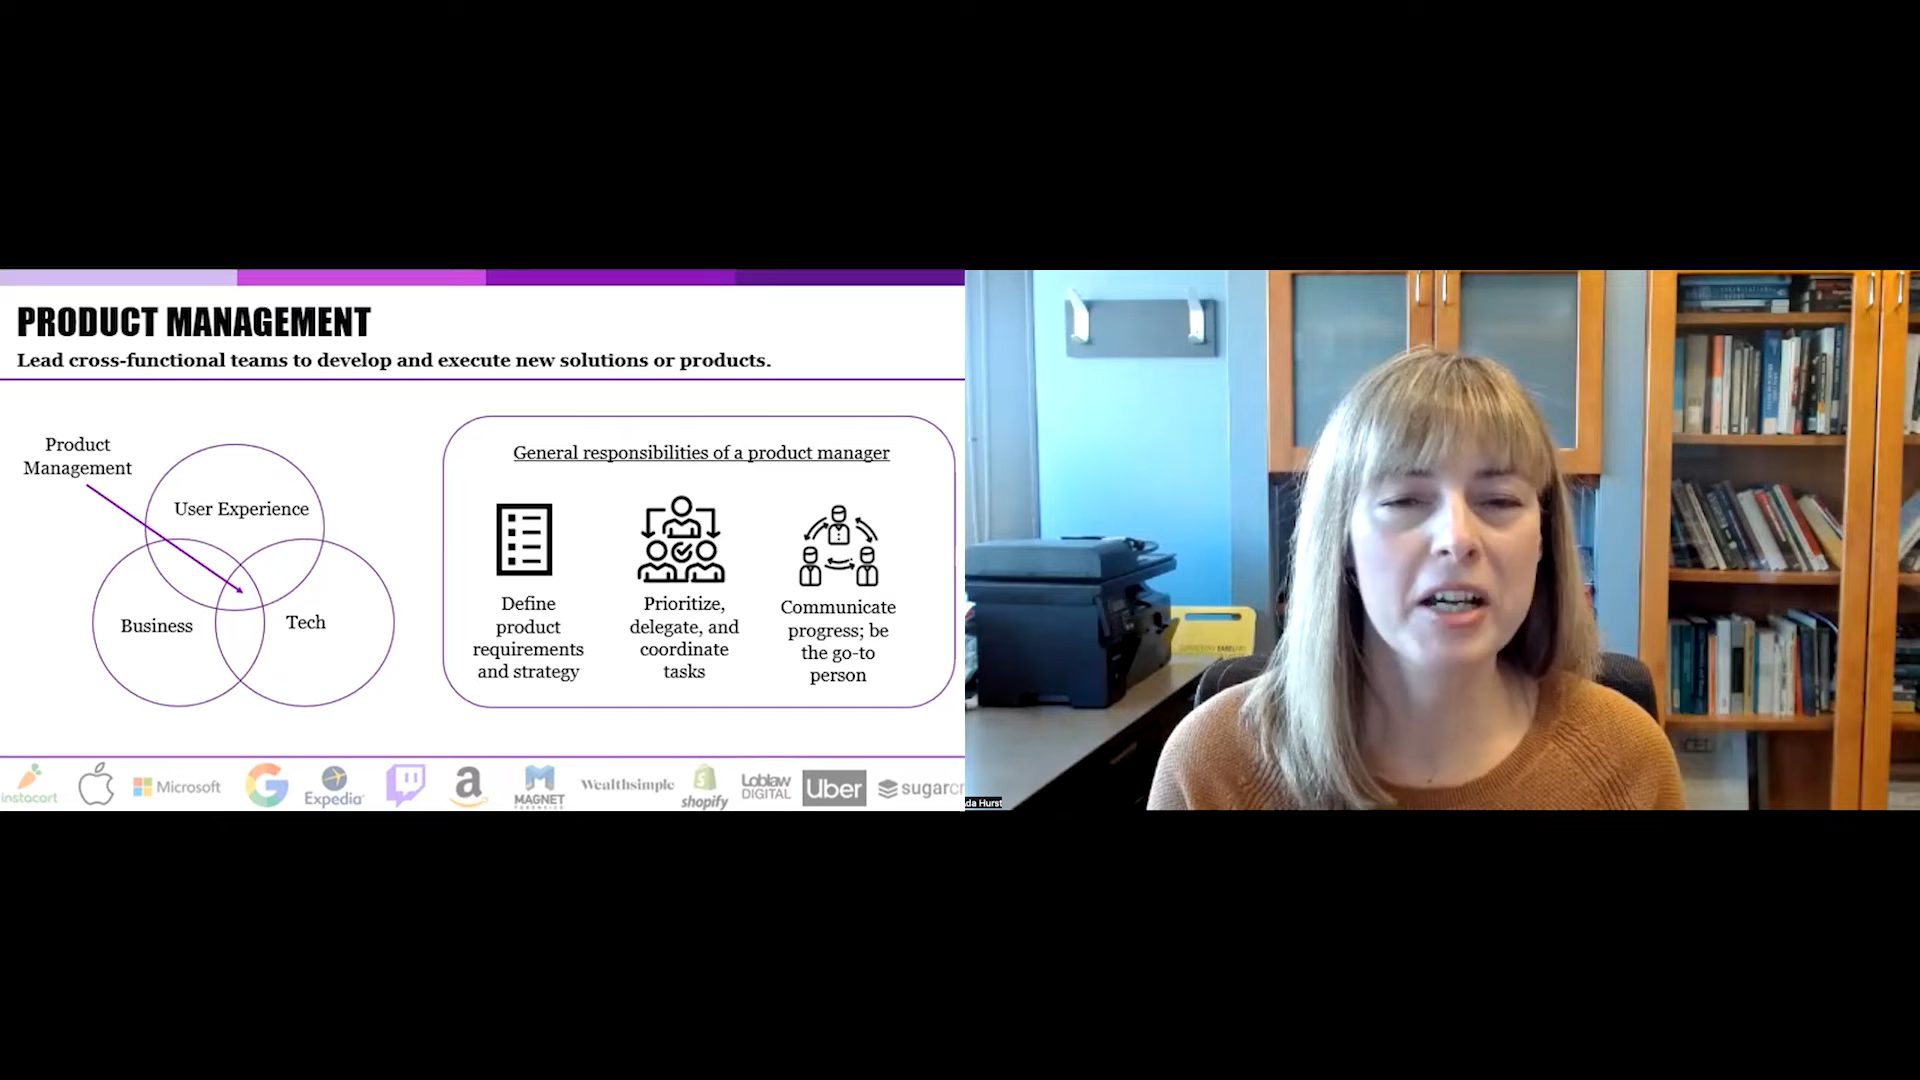 PRODUCT MANAGEMENT
Lead cross-functional teams to develop and execute new solutions or products.
Product
Management
User Experience
Business
Tech
General responsibilities of a product manager
Define
product
requirements
and strategy
Prioritize,
delegate, and
coordinate
tasks
Communicate
progress; be
the go-to
person
instacart
Microsoft
Expedia
MAGNET
FORENSICS
Wealthsimple
shopify
Loblaw
DIGITAL
Uber
sugarcr
da Hurst